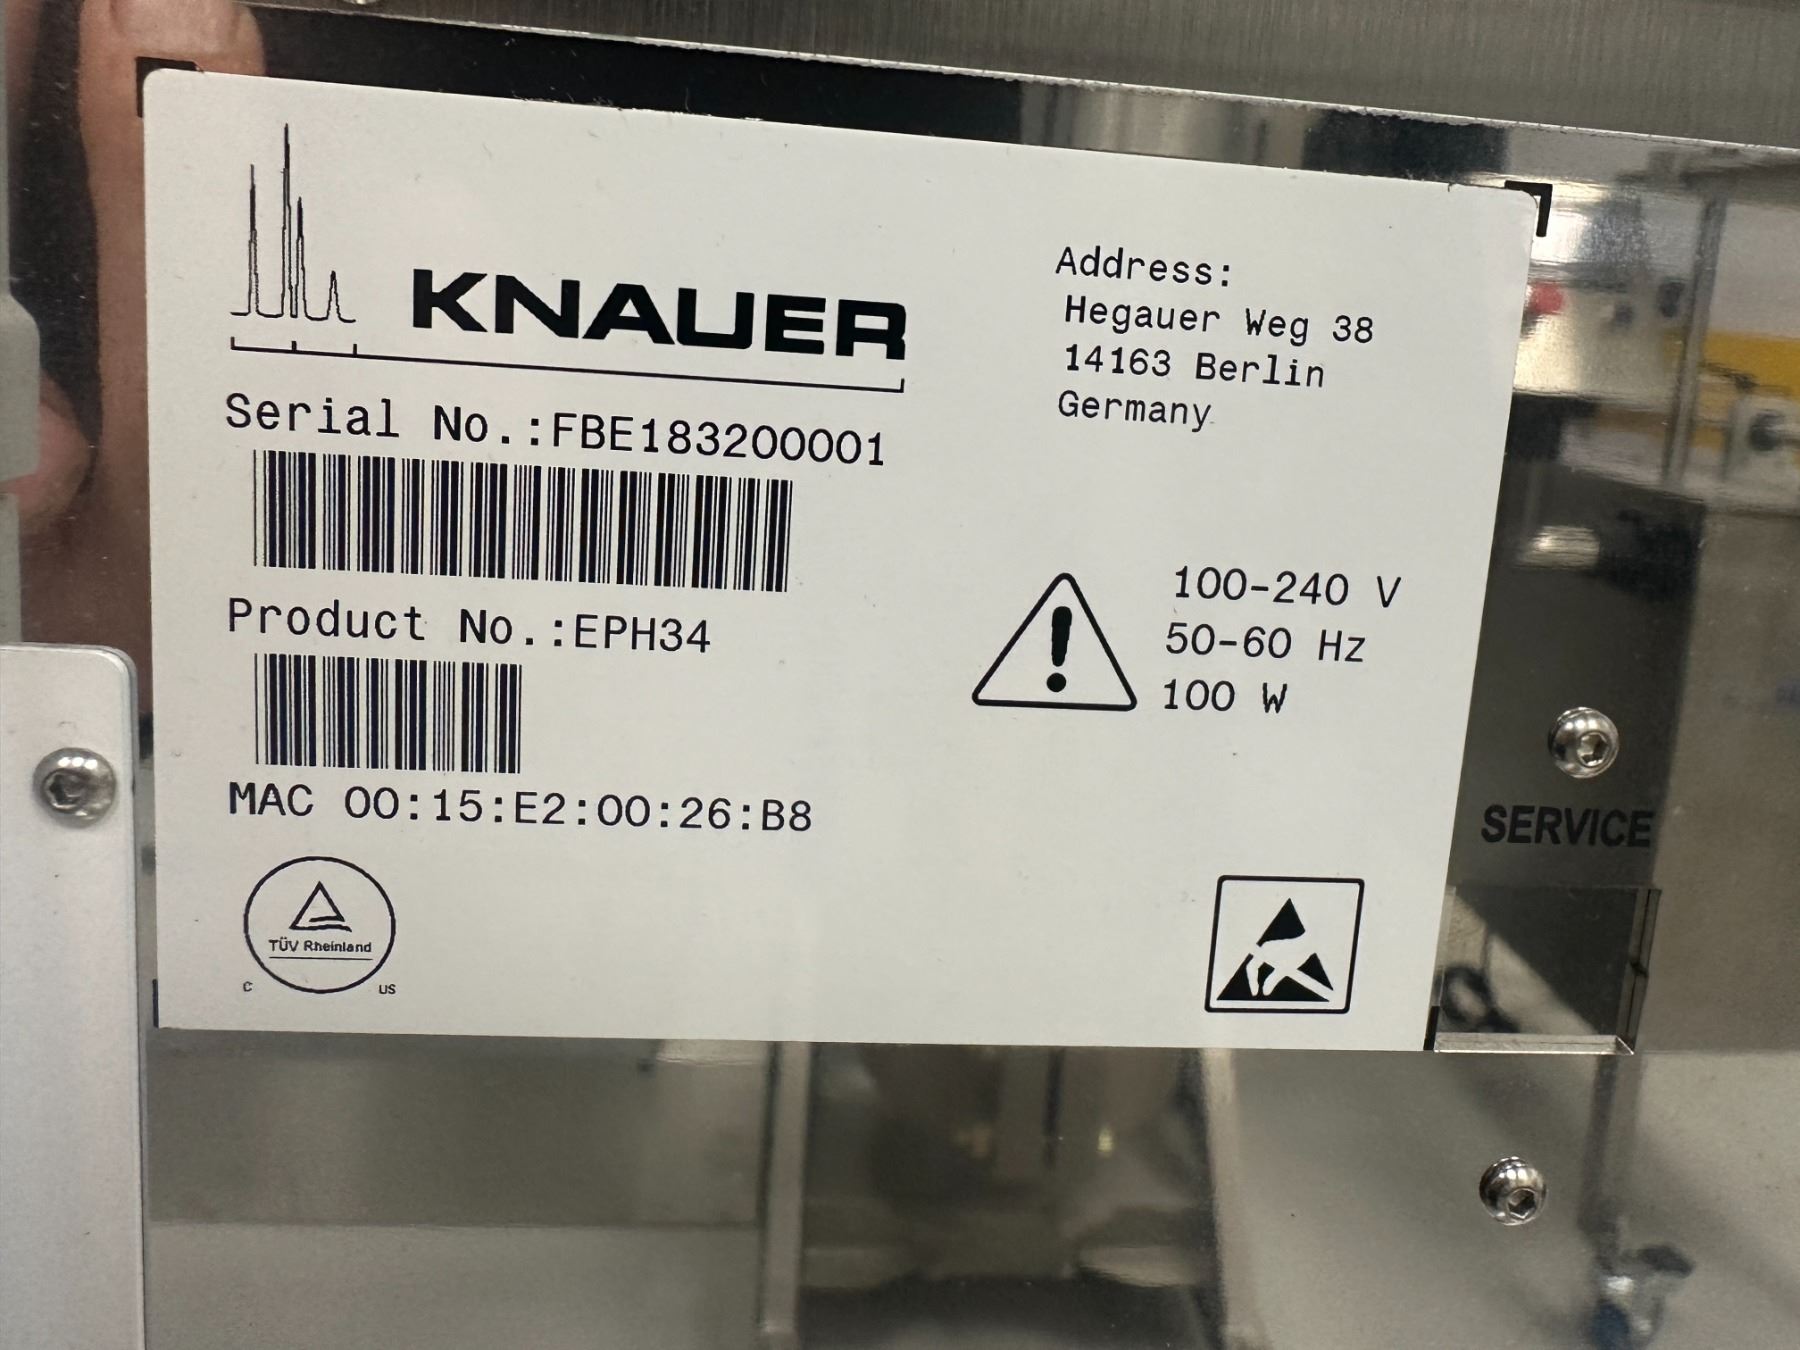 KNAUER
Serial No.:FBE183200001
Product No.:EPH34
MAC 00:15:E2:00:26:B8
TÜV Rheinland
C US
Address:
Hegauer Weg 38
14163 Berlin
Germany
100-240 V
50-60 Hz
100 W
SERVICE